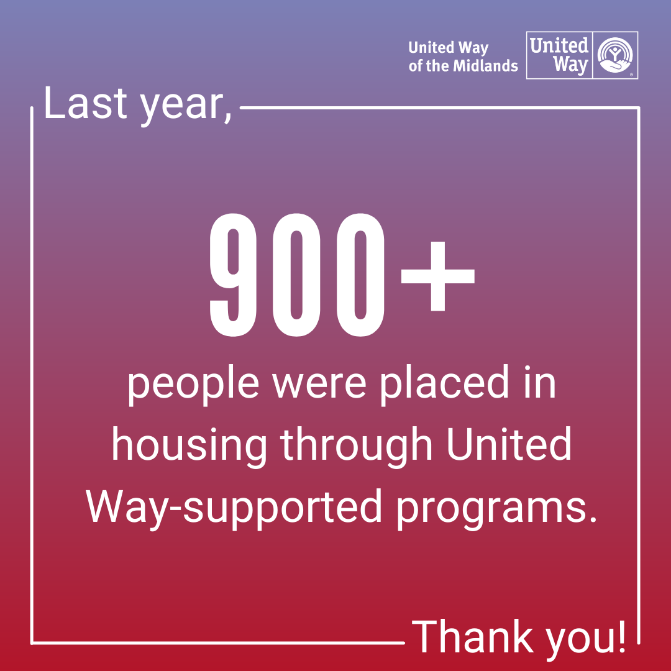 United Way
of the Midlands
United
Way
Last year,
900+
people were placed in
housing through United
Way-supported programs.
Thank you!